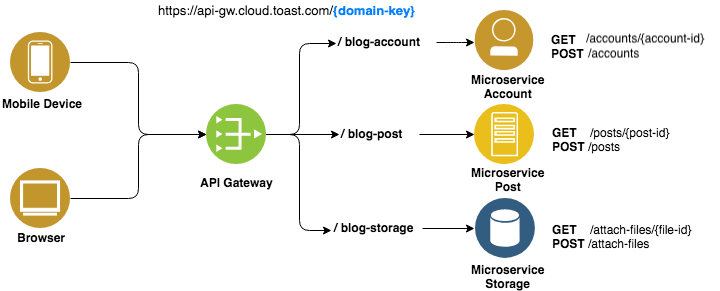 https://api-gw.cloud.toast.com/{domain-key}
/ blog-account
GET /accounts/{account-id}
POST /accounts
Mobile Device
Microservice
Account
/ blog-post
GET /posts/{post-id}
POST /posts
API Gateway
Microservice
Post
Browser
/ blog-storage
GET /attach-files/{file-id}
POST /attach-files
Microservice
Storage